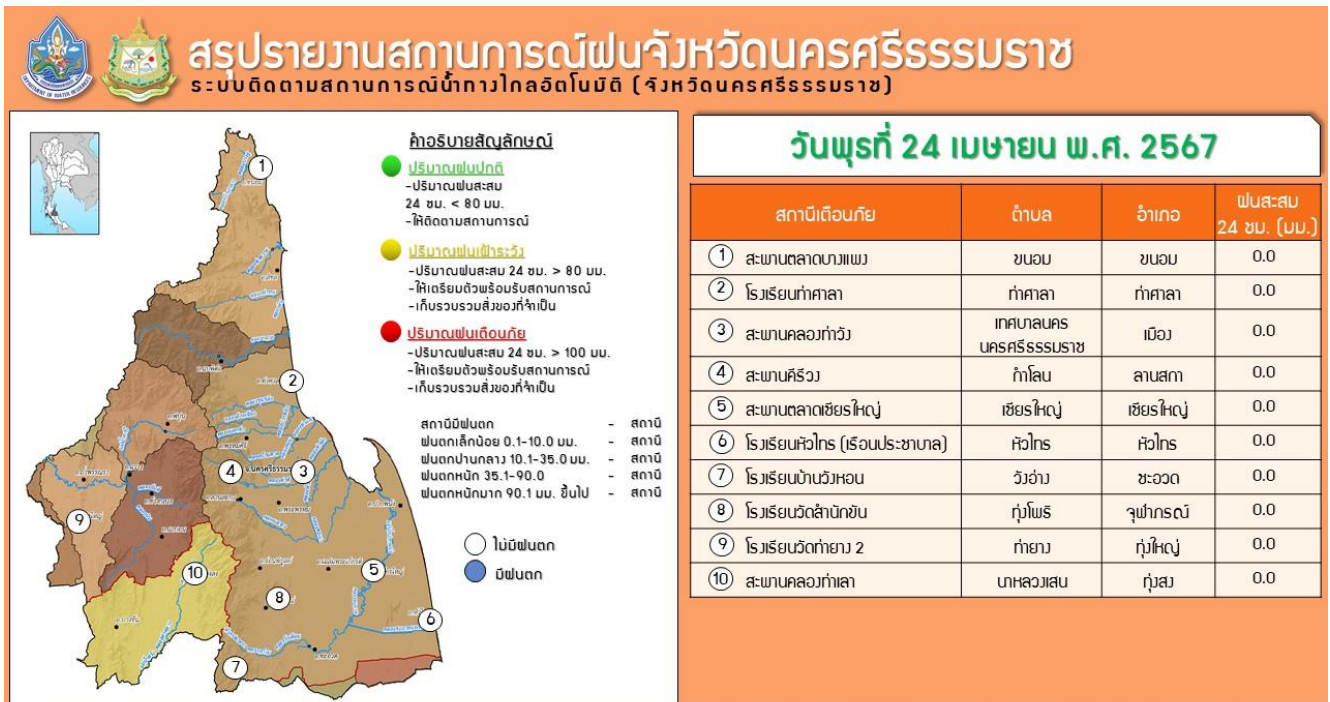 สรุปรายงานสถานการณ์ฝนจังหวัดนครศรีธรรมราช
ระบบติดตามสถานการณ์น้ำทางไกลอัตโนมัติ (จังหวัดนครศรีธรรมราช)
คำอธิบายสัญลักษณ์
ปริมาณฝนปกติ
-ปริมาณฝนสะสม
24 ชม. < 80 มม.
-ให้ติดตามสถานการณ์
ปริมาณฝนเฝ้าระวัง
-ปริมาณฝนสะสม 24 ชม. > 80 มม.
-ให้เตรียมตัวพร้อมรับสถานการณ์
-เก็บรวบรวมสิ่งของที่จำเป็น
ปริมาณฝนเตือนภัย
-ปริมาณฝนสะสม 24 ชม. > 100 มม.
-ให้เตรียมตัวพร้อมรับสถานการณ์
-เก็บรวบรวมสิ่งของที่จำเป็น
สถานีมีฝนตก - สถานี
ฝนตกเล็กน้อย 0.1-10.0 มม. - สถานี
ฝนตกปานกลาง 10.1-35.0 มม. - สถานี
ฝนตกหนัก 35.1-90.0 - สถานี
ฝนตกหนักมาก 90.1 มม. ขึ้นไป - สถานี
ไม่มีฝนตก
มีฝนตก
1
2
4
3
9
10
5
8
6
7
วันพุธที่ 24 เมษายน พ.ศ. 2567
สถานีเตือนภัย ตำบล อำเภอ ฝนสะสม 24 ชม. (มม.)
1 สะพานตลาดบางแพง ขนอม ขนอม 0.0
2 โรงเรียนท่าศาลา ท่าศาลา ท่าศาลา 0.0
3 สะพานคลองท่าวัง เทศบาลนครนครศรีธรรมราช เมือง 0.0
4 สะพานคีรีวง กำโลน ลานสกา 0.0
5 สะพานตลาดเชียรใหญ่ เชียรใหญ่ เชียรใหญ่ 0.0
6 โรงเรียนหัวไทร (เรือนประชาบาล) หัวไทร หัวไทร 0.0
7 โรงเรียนบ้านวังหอน วังอ่าง ชะอวด 0.0
8 โรงเรียนวัดสำนักขัน ทุ่งโพธิ จุฬาภรณ์ 0.0
9 โรงเรียนวัดท่ายาง 2 ท่ายาง ทุ่งใหญ่ 0.0
10 สะพานคลองท่าเลา นาหลวงเสน ทุ่งสง 0.0